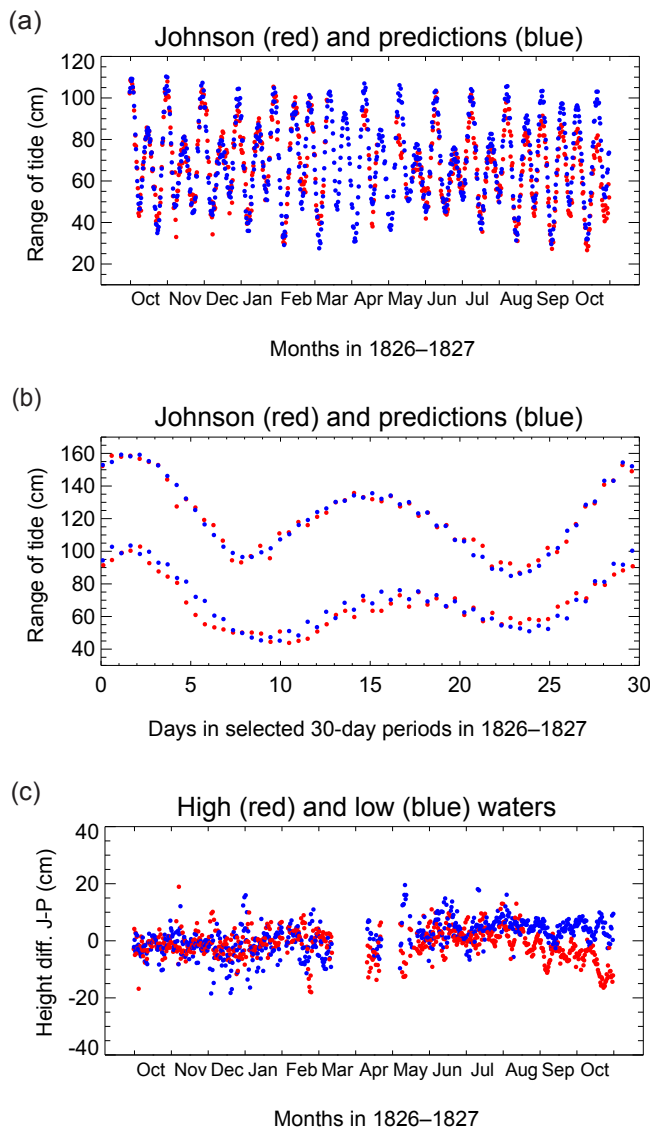 (a)
Johnson (red) and predictions (blue)
120
100
80
60
40
20
Range of tide (cm)
Oct Nov Dec Jan Feb Mar Apr May Jun Jul Aug Sep Oct
Months in 1826–1827
(b)
Johnson (red) and predictions (blue)
160
140
120
100
80
60
40
Range of tide (cm)
0 5 10 15 20 25 30
Days in selected 30-day periods in 1826–1827
(c)
High (red) and low (blue) waters
40
20
0
-20
-40
Height diff. J-P (cm)
Oct Nov Dec Jan Feb Mar Apr May Jun Jul Aug Sep Oct
Months in 1826–1827